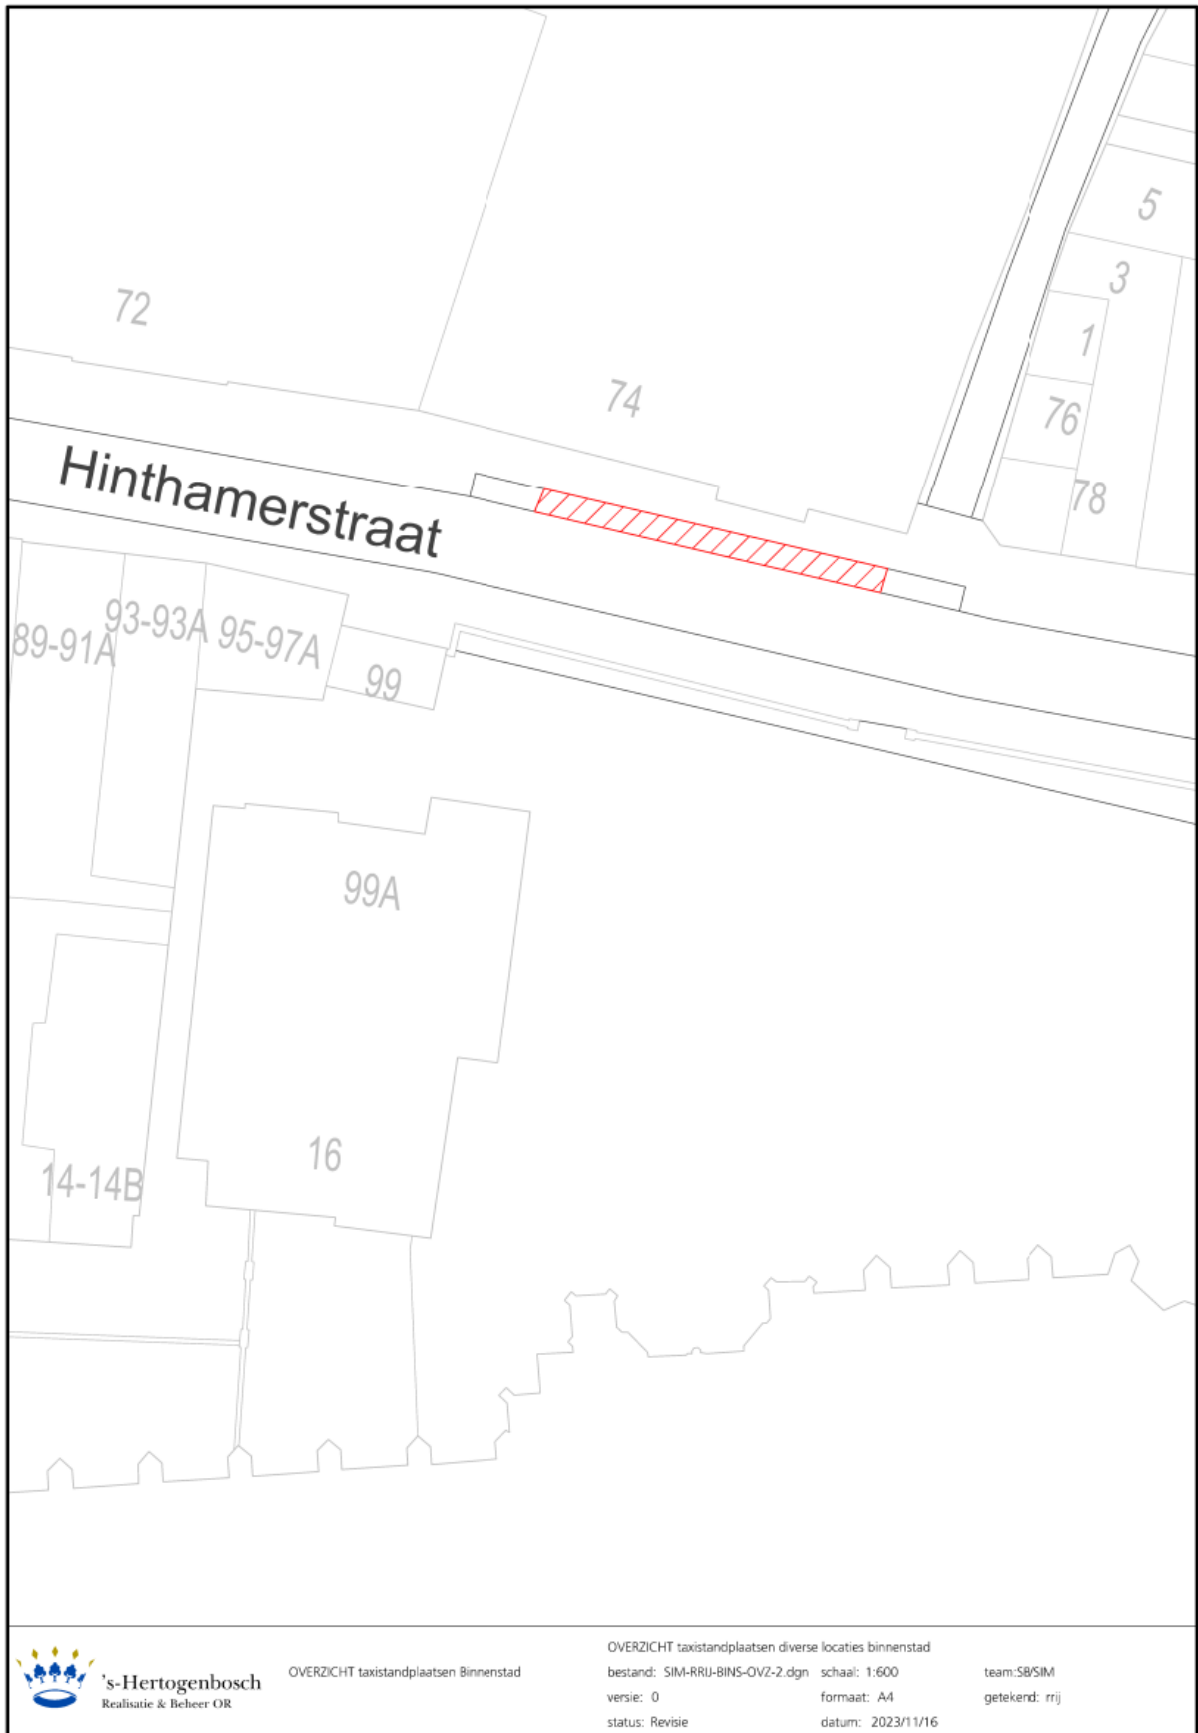 5
3
72
1
74
76
Hinthamerstraat
78
93-93A
95-97A
89-91A
99
99A
16
14-14B
OVERZICHT taxistandplaatsen diverse locaties binnenstad
's-Hertogenbosch
Realisatie & Beheer OR
OVERZICHT taxistandplaatsen Binnenstad
bestand: SIM-RRIJ-BINS-OVZ-2.dgn schaal: 1:600 team:SB/SIM
versie: 0 formaat: A4 getekend: rrij
status: Revisie datum: 2023/11/16